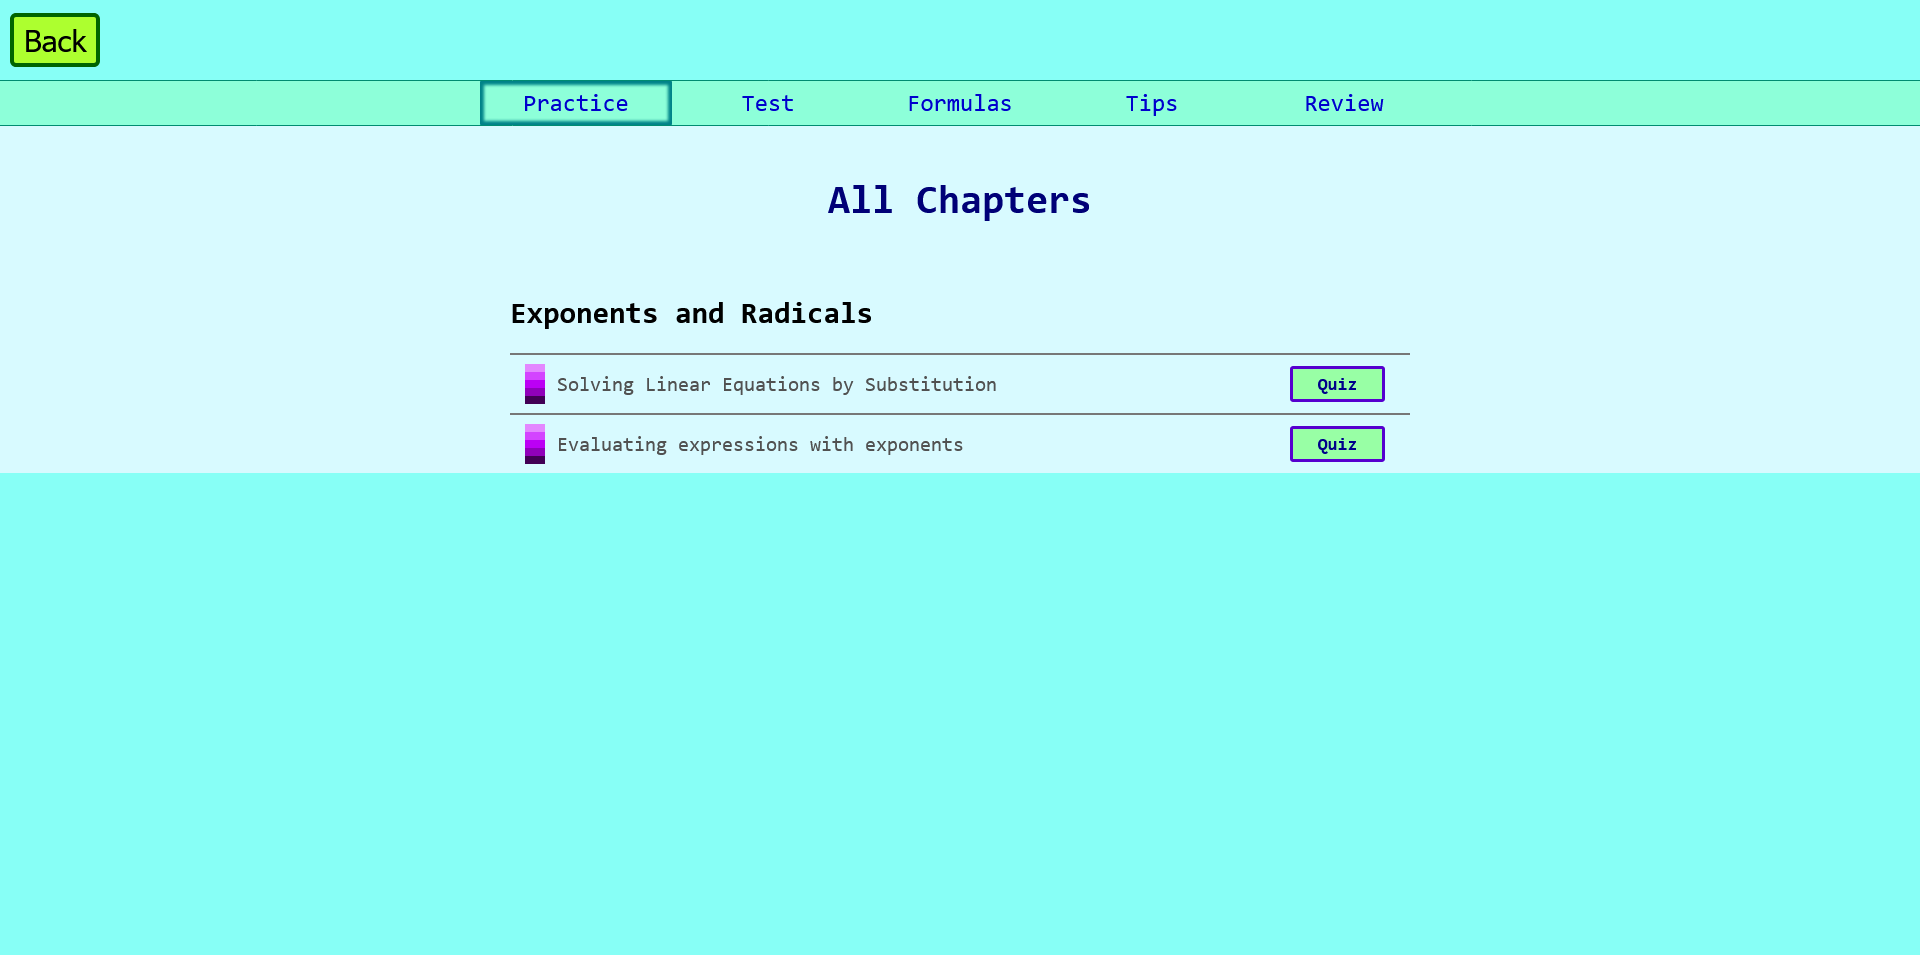 Back
Practice Test Formulas Tips Review
All Chapters
Exponents and Radicals
Solving Linear Equations by Substitution Quiz
Evaluating expressions with exponents Quiz